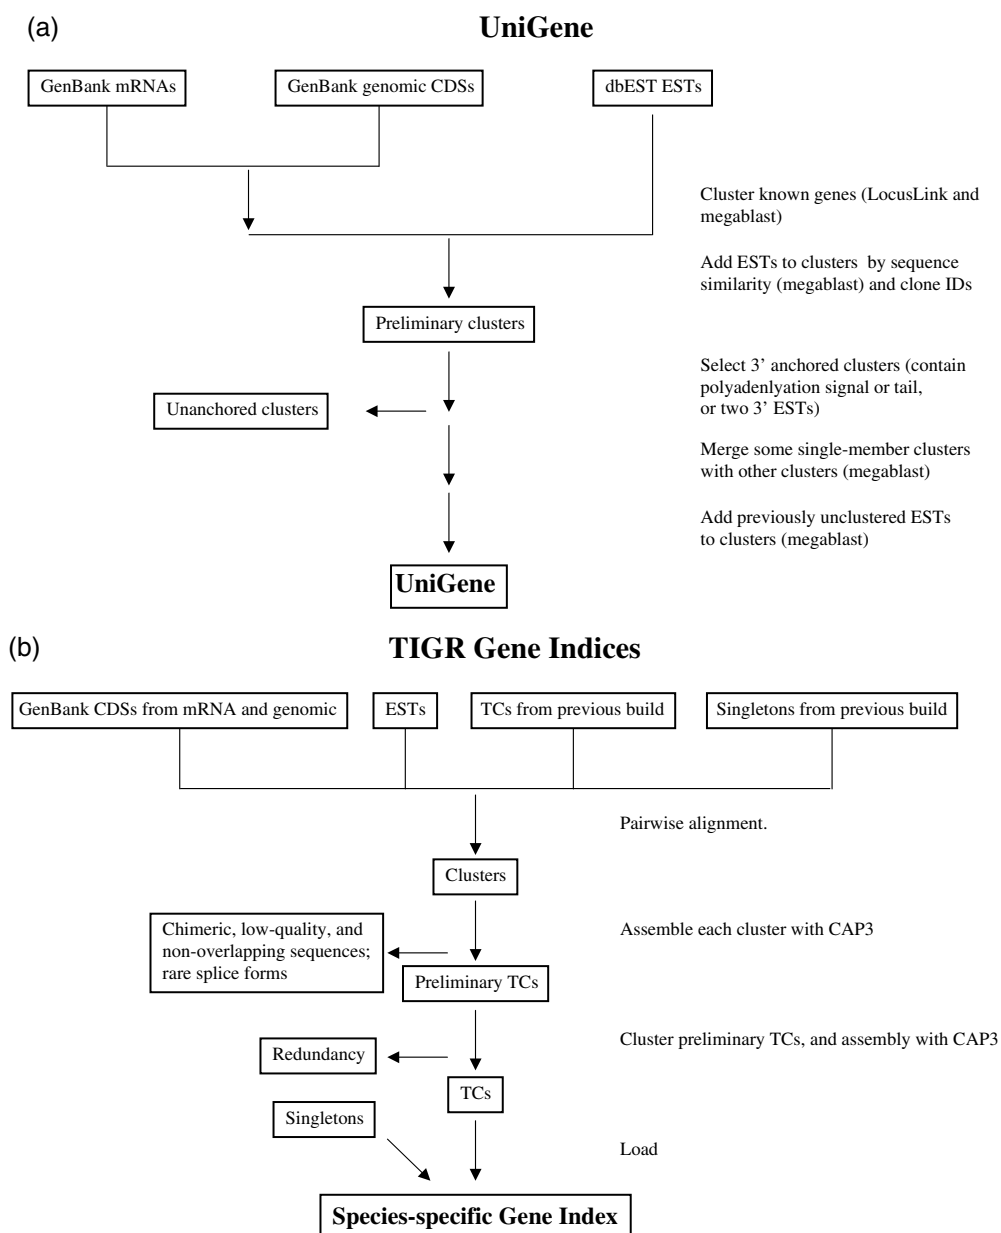 (a)
UniGene
GenBank mRNAs
GenBank genomic CDSs
dbEST ESTs
Cluster known genes (LocusLink and
megablast)
Add ESTs to clusters by sequence
similarity (megablast) and clone IDs
Preliminary clusters
Select 3' anchored clusters (contain
polyadenlyation signal or tail,
or two 3' ESTs)
Unanchored clusters
Merge some single-member clusters
with other clusters (megablast)
Add previously unclustered ESTs
to clusters (megablast)
UniGene
(b)
TIGR Gene Indices
GenBank CDSs from mRNA and genomic
ESTs
TCs from previous build
Singletons from previous build
Pairwise alignment.
Clusters
Chimeric, low-quality, and
non-overlapping sequences;
rare splice forms
Assemble each cluster with CAP3
Preliminary TCs
Cluster preliminary TCs, and assembly with CAP3
Redundancy
TCs
Singletons
Load
Species-specific Gene Index